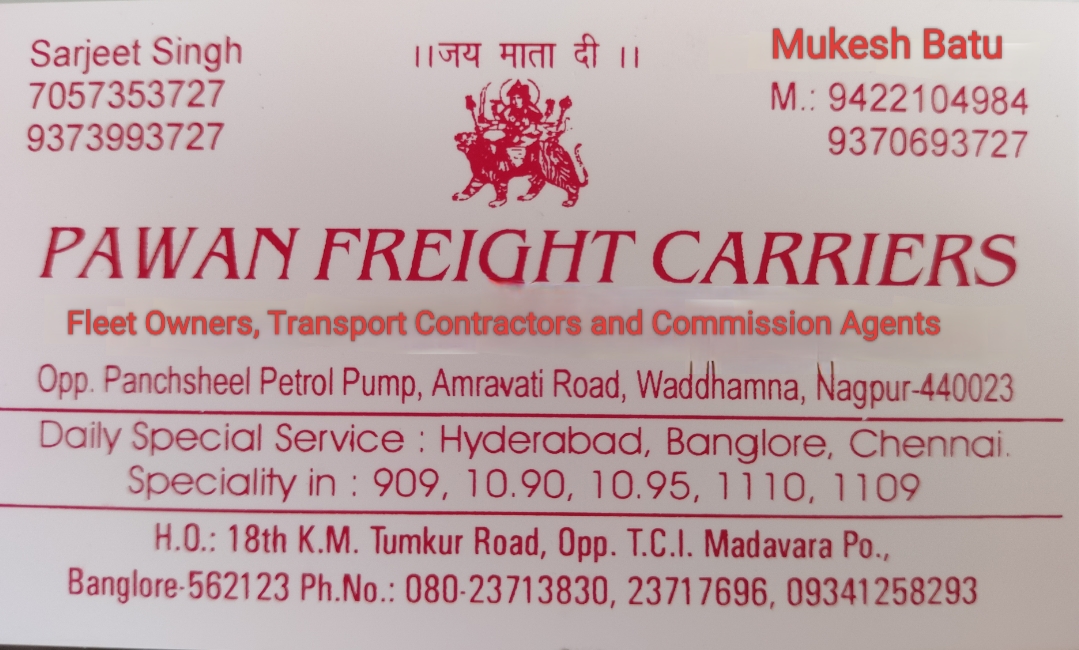 Sarjeet Singh
7057353727
9373993727
।।जय माता दी ।।
Mukesh Batu
M.: 9422104984
9370693727
PAWAN FREIGHT CARRIERS
Fleet Owners, Transport Contractors and Commission Agents
Opp. Panchsheel Petrol Pump, Amravati Road, Waddhamna, Nagpur-440023
Daily Special Service : Hyderabad, Banglore, Chennai.
Speciality in : 909, 10.90, 10.95, 1110, 1109
H.O.: 18th K.M. Tumkur Road, Opp. T.C.I. Madavara Po.,
Banglore-562123 Ph.No.: 080-23713830, 23717696, 09341258293